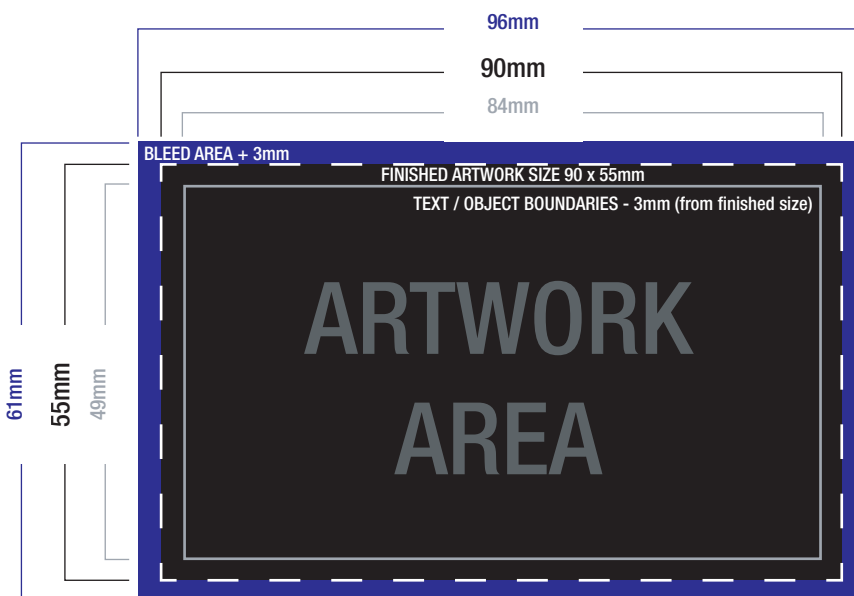 96mm
90mm
84mm
BLEED AREA + 3mm
FINISHED ARTWORK SIZE 90 x 55mm
TEXT / OBJECT BOUNDARIES - 3mm (from finished size)
ARTWORK
AREA
61mm
55mm
49mm